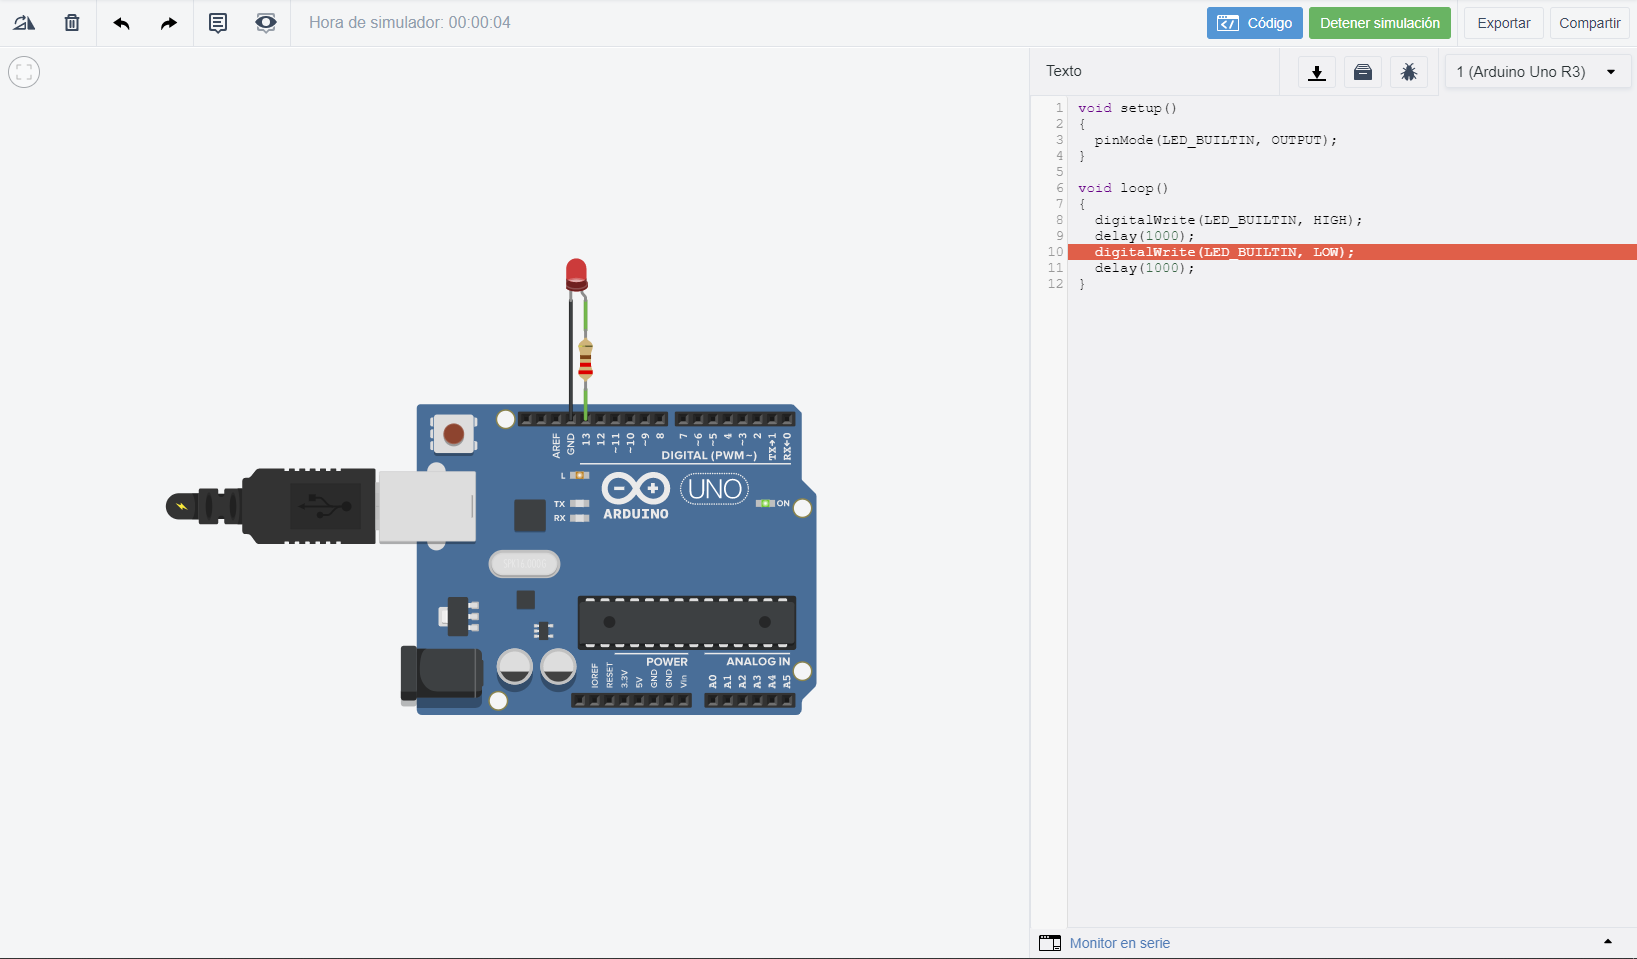 Hora de simulador: 00:00:04
Código
Detener simulación
Exportar
Compartir
Texto
1 (Arduino Uno R3)
1 void setup()
2 {
3 pinMode(LED_BUILTIN, OUTPUT);
4 }
5
6 void loop()
7 {
8 digitalWrite(LED_BUILTIN, HIGH);
9 delay(1000);
10 digitalWrite(LED_BUILTIN, LOW);
11 delay(1000);
12 }
AREF
GND
13
12
~11
~10
~9
8
7
~6
~5
4
~3
2
TX→1
RX←0
DIGITAL (PWM~)
L
TX
RX
UNO
ARDUINO
ON
POWER
ANALOG IN
IOREF
RESET
3.3V
5V
GND
GND
Vin
A0
A1
A2
A3
A4
A5
Monitor en serie